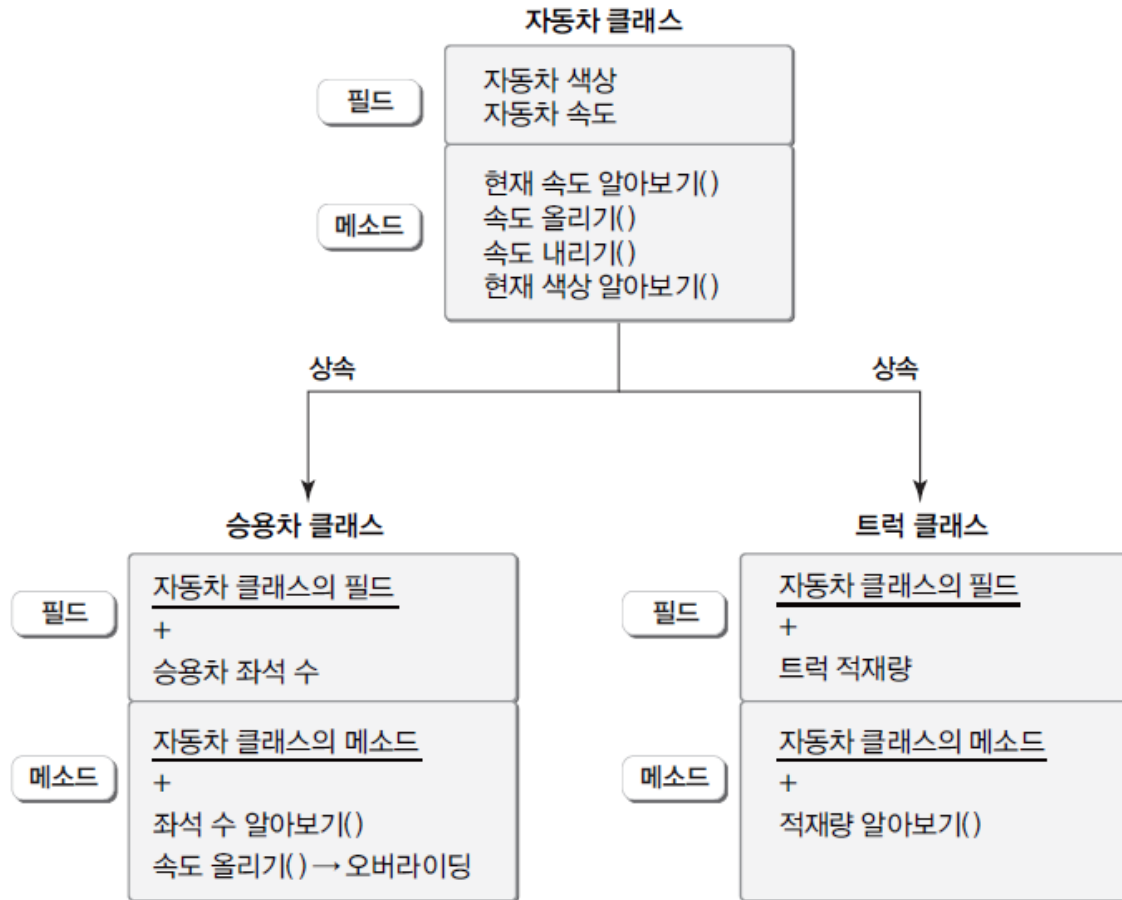 자동차 클래스
필드
자동차 색상
자동차 속도
메소드
현재 속도 알아보기()
속도 올리기()
속도 내리기()
현재 색상 알아보기()
상속
상속
승용차 클래스
필드
자동차 클래스의 필드
+
승용차 좌석 수
메소드
자동차 클래스의 메소드
+
좌석 수 알아보기()
속도 올리기() → 오버라이딩
트럭 클래스
필드
자동차 클래스의 필드
+
트럭 적재량
메소드
자동차 클래스의 메소드
+
적재량 알아보기()